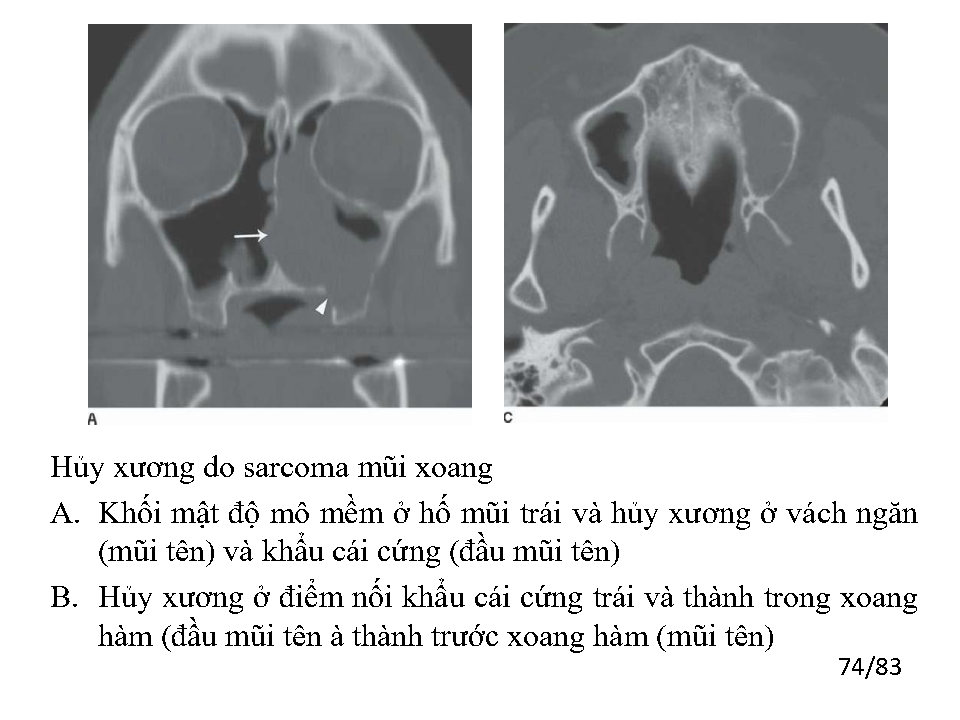 A
C
Hủy xương do sarcoma mũi xoang
A. Khối mật độ mô mềm ở hố mũi trái và hủy xương ở vách ngăn
(mũi tên) và khẩu cái cứng (đầu mũi tên)
B. Hủy xương ở điểm nối khẩu cái cứng trái và thành trong xoang
hàm (đầu mũi tên à thành trước xoang hàm (mũi tên)
74/83